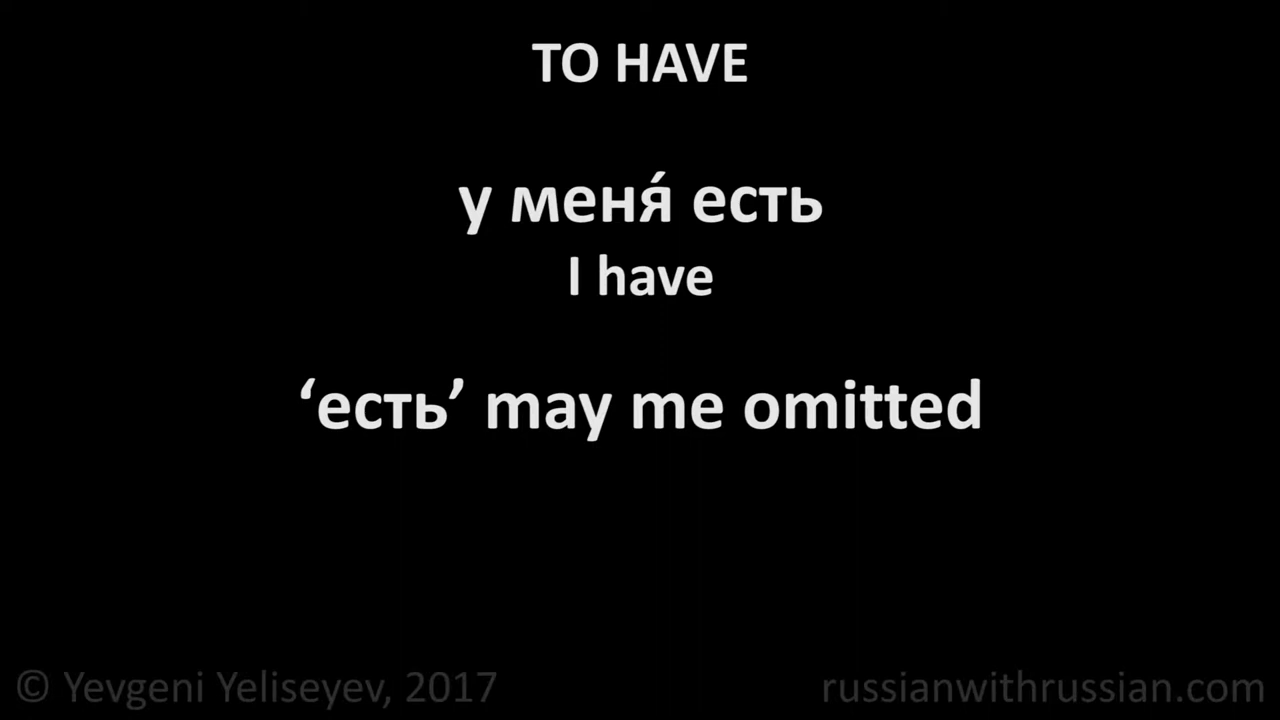 TO HAVE
у меня́ есть
I have
‘есть’ may me omitted
© Yevgeni Yeliseyev, 2017
russianwithrussian.com